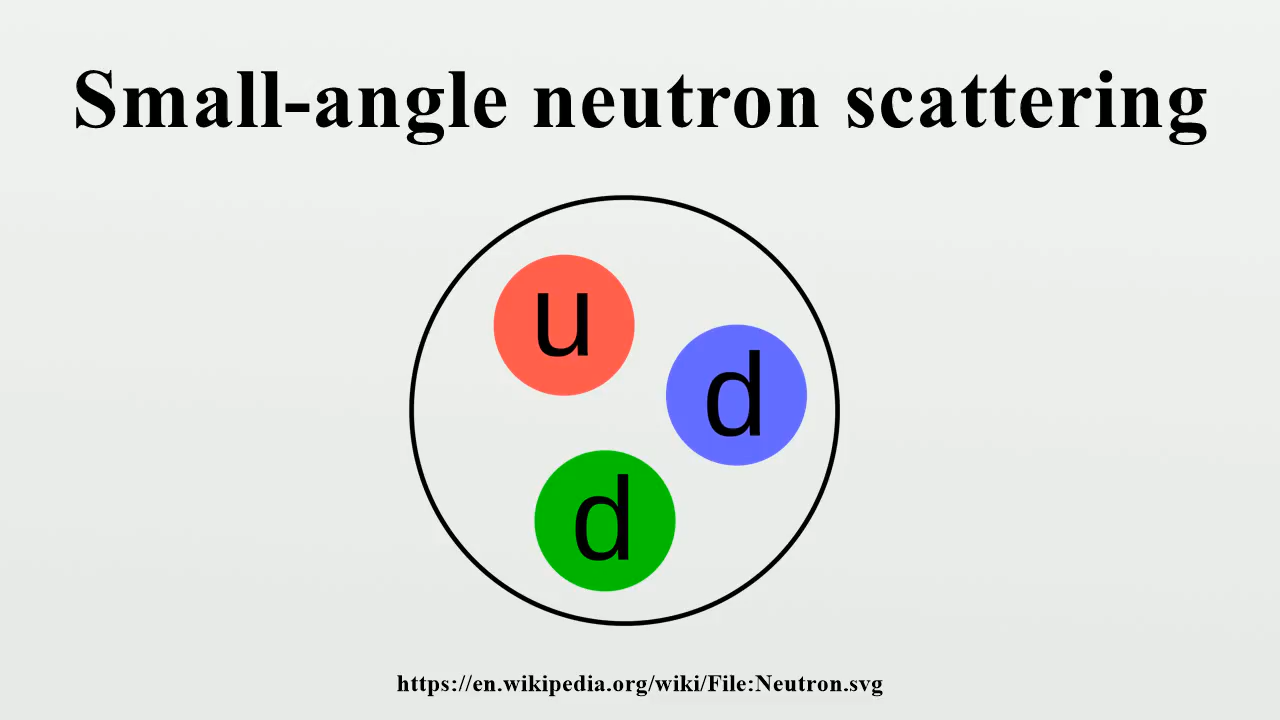 Small-angle neutron scattering
u
d
d
https://en.wikipedia.org/wiki/File:Neutron.svg